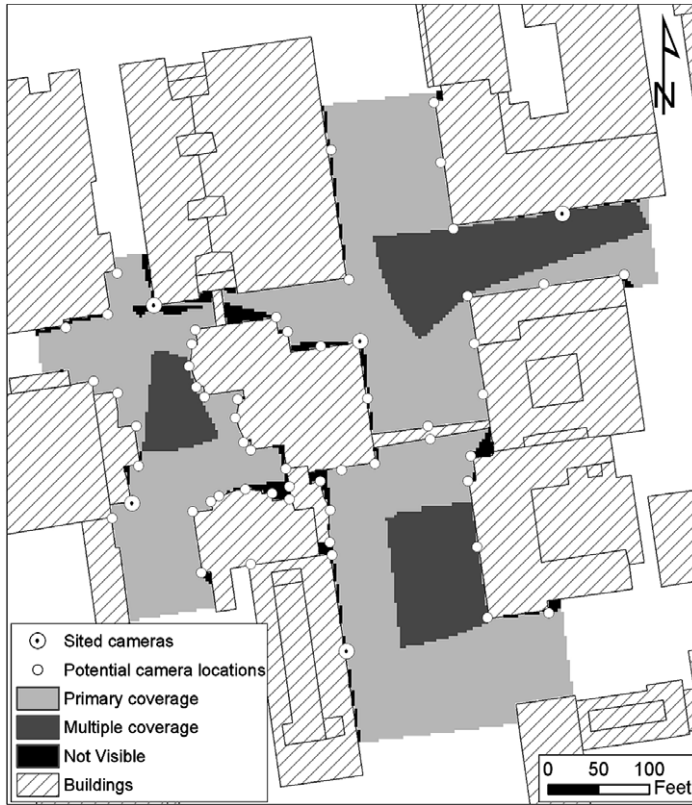 N
Sited cameras
Potential camera locations
Primary coverage
Multiple coverage
Not Visible
Buildings
0 50 100
Feet